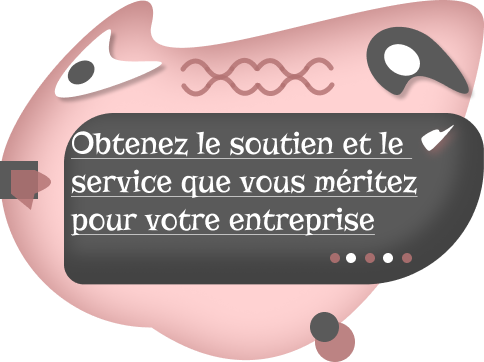 Obtenez le soutien et le
service que vous méritez
pour votre entreprise